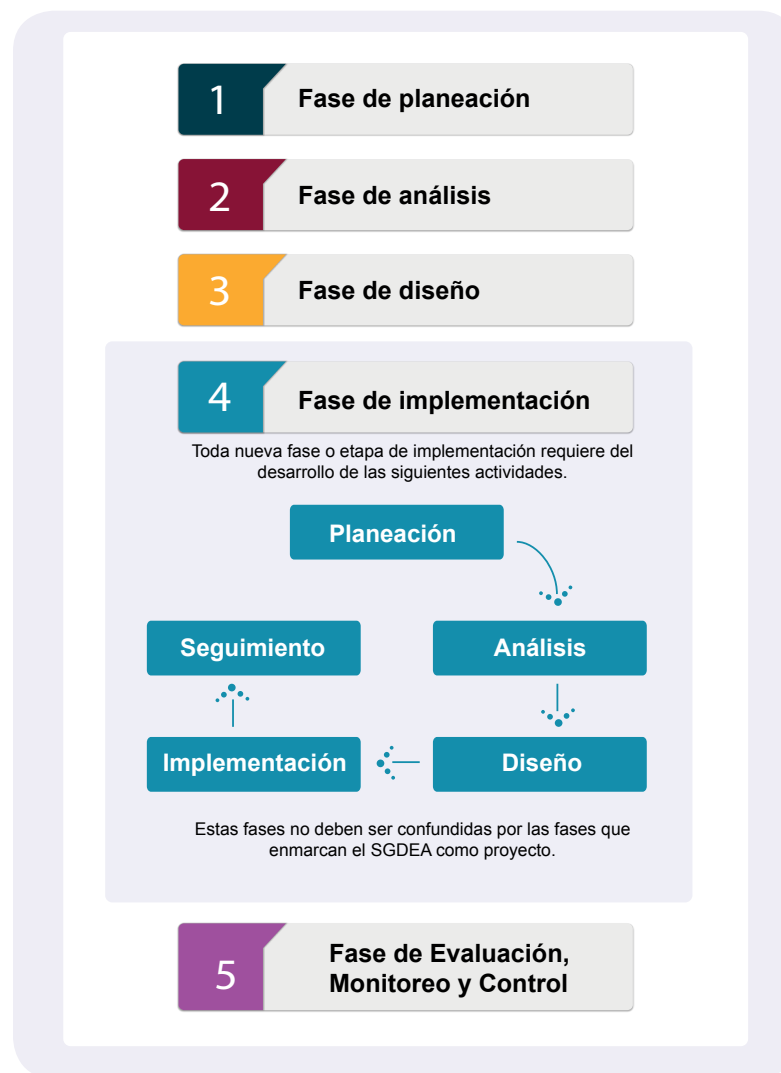 1
Fase de planeación
2
Fase de análisis
3
Fase de diseño
4
Fase de implementación
Toda nueva fase o etapa de implementación requiere del
desarrollo de las siguientes actividades.
Planeación
Seguimiento
Análisis
Implementación
Diseño
Estas fases no deben ser confundidas por las fases que
enmarcan el SGDEA como proyecto.
5
Fase de Evaluación,
Monitoreo y Control